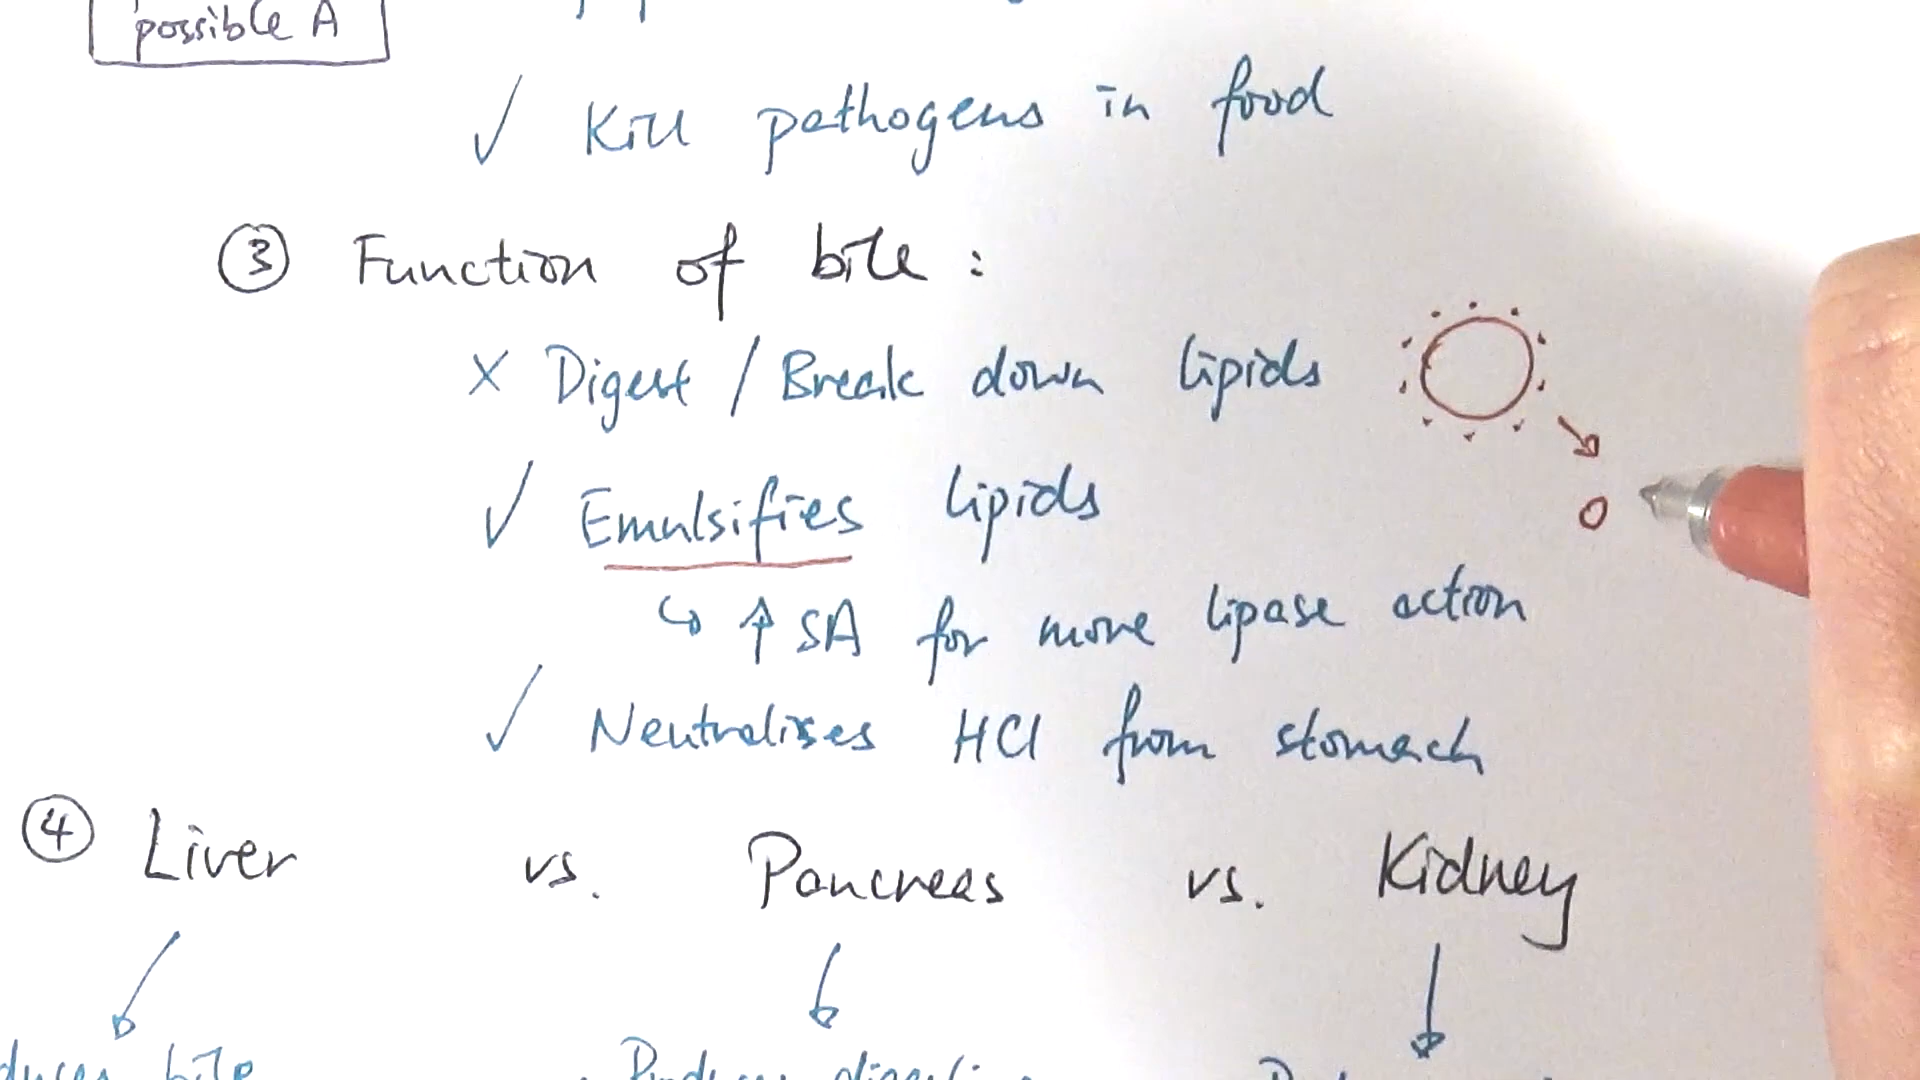 possible A
✓ Kill pathogens in food
③ Function of bile :
× Digest / Break down lipids
✓ Emulsifies lipids
↳ ↑ SA for more lipase action
✓ Neutralises HCl from stomach
④ Liver vs. Pancreas vs. Kidney
bile